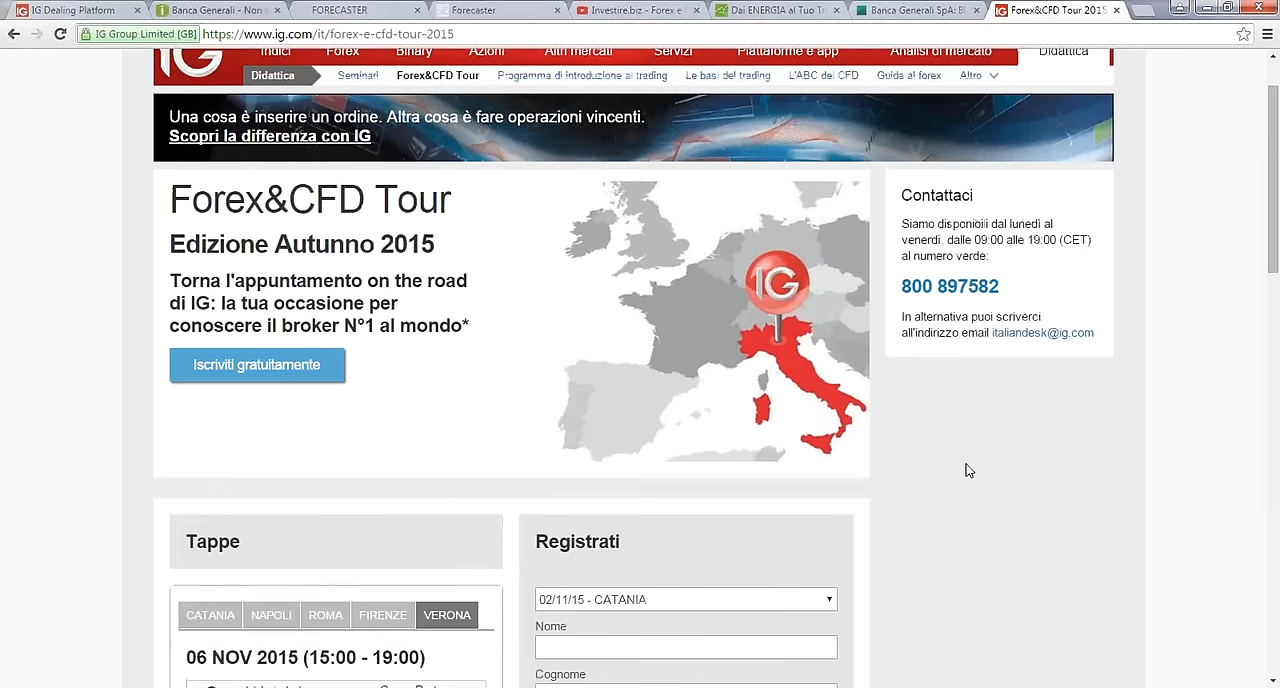 IG Dealing Platform
Banca Generali - Non
FORECASTER
Forecaster
Investire.biz - Forex e
Dai ENERGIA al Tuo Tr
Banca Generali SpA:
Forex&CFD Tour 2015
IG Group Limited [GB] https://www.ig.com/it/forex-e-cfd-tour-2015
IG
Indici Forex Binary Azioni Altri mercati Servizi Piattaforme e app Analisi di mercato Didattica
Didattica Seminari Forex&CFD Tour Programma di introduzione al trading Le basi del trading L'ABC dei CFD Guida al forex Altro
Una cosa è inserire un ordine. Altra cosa è fare operazioni vincenti.
Scopri la differenza con IG
Forex&CFD Tour
Edizione Autunno 2015
Torna l'appuntamento on the road
di IG: la tua occasione per
conoscere il broker N°1 al mondo*
Iscriviti gratuitamente
IG
Contattaci
Siamo disponibili dal lunedì al
venerdì, dalle 09:00 alle 19:00 (CET)
al numero verde:
800 897582
In alternativa puoi scriverci
all'indirizzo email italiandesk@ig.com
Tappe
CATANIA NAPOLI ROMA FIRENZE VERONA
06 NOV 2015 (15:00 - 19:00)
Registrati
02/11/15 - CATANIA
Nome
Cognome